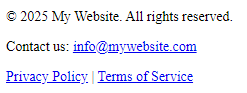 © 2025 My Website. All rights reserved.
Contact us: info@mywebsite.com
Privacy Policy | Terms of Service